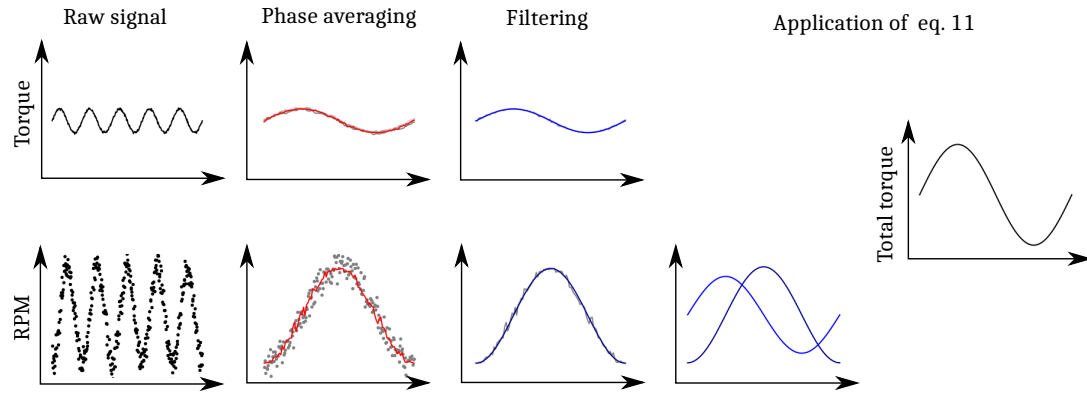 Raw signal
Phase averaging
Filtering
Application of eq. 11
Torque
Total torque
RPM